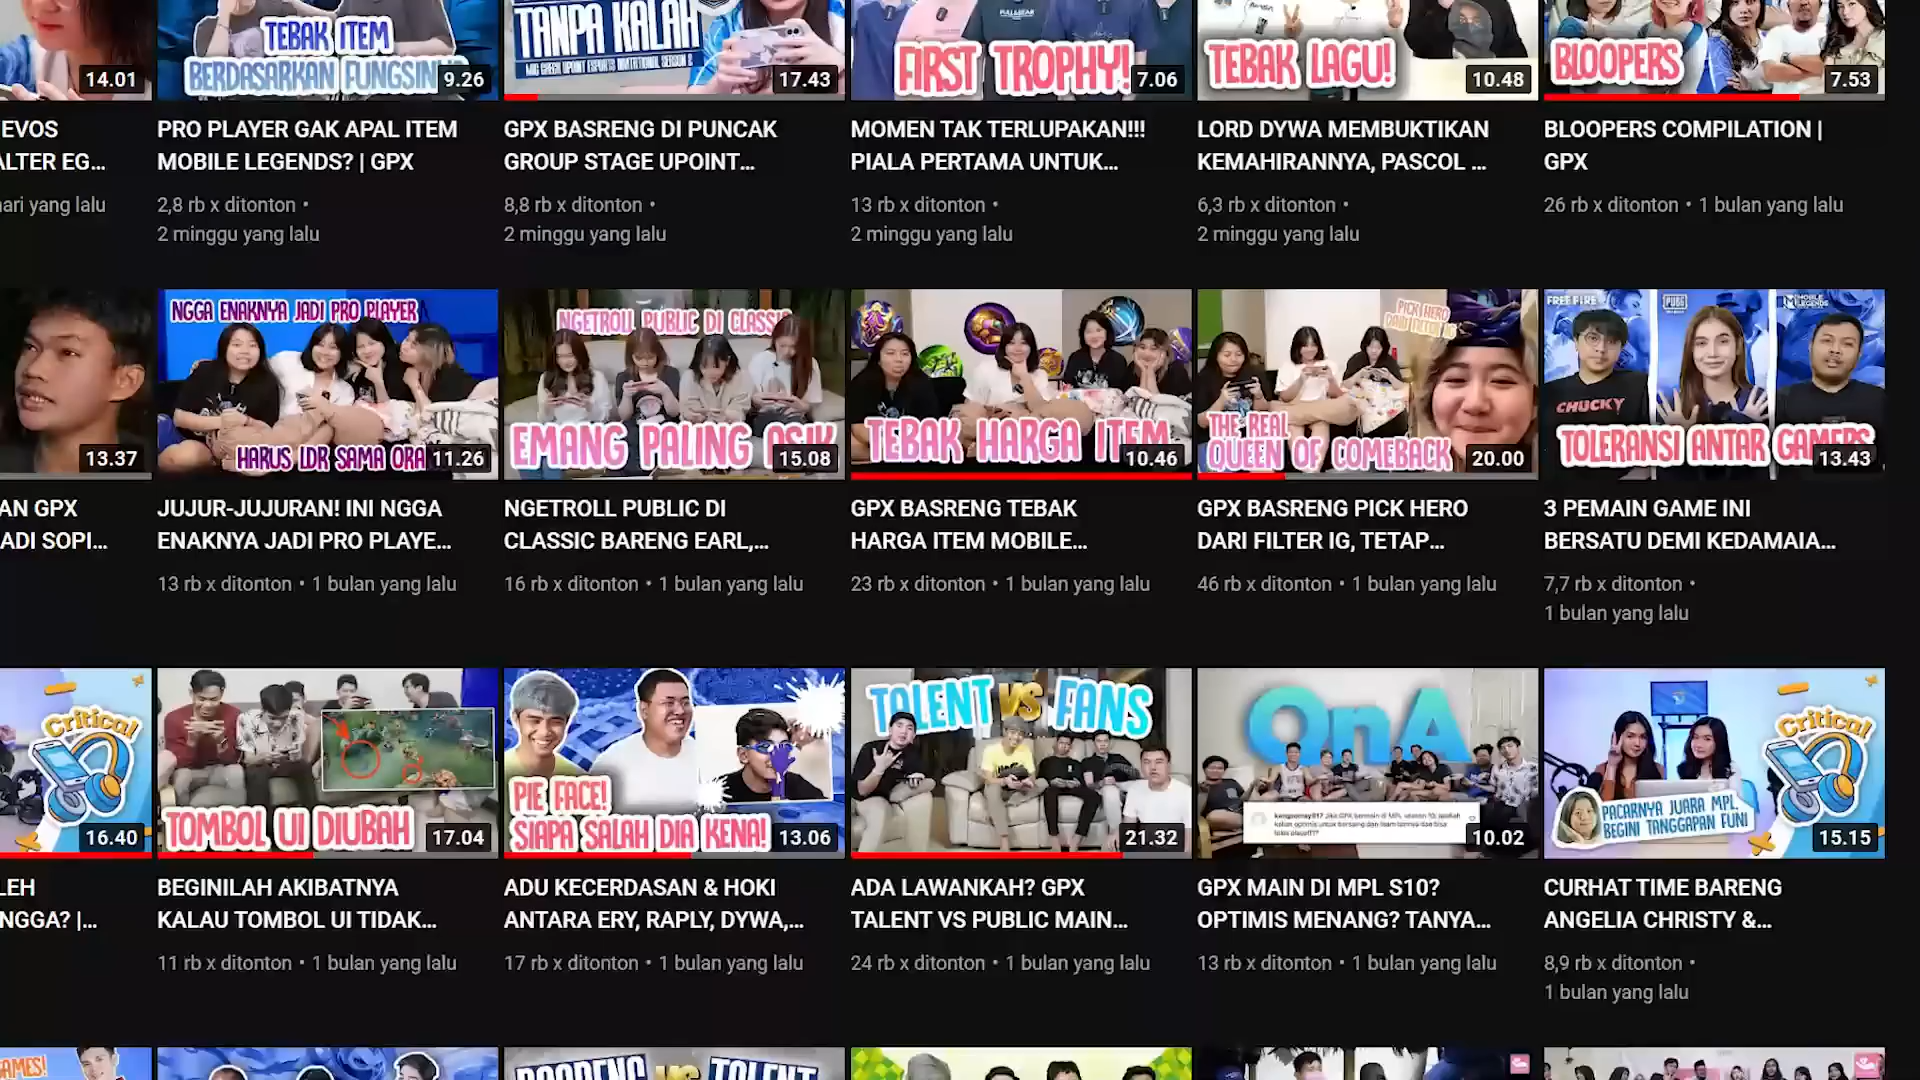 TEBAK ITEM
BERDASARKAN FUNGSIN
TANPA KALAH
FIRST TROPHY!
TEBAK LAGU!
BLOOPERS
14.01
9.26
17.43
7.06
10.48
7.53
EVOS
ALTER EG...
ari yang lalu
PRO PLAYER GAK APAL ITEM
MOBILE LEGENDS? | GPX
2,8 rb x ditonton •
2 minggu yang lalu
GPX BASRENG DI PUNCAK
GROUP STAGE UPOINT...
8,8 rb x ditonton •
2 minggu yang lalu
MOMEN TAK TERLUPAKAN!!!
PIALA PERTAMA UNTUK...
13 rb x ditonton •
2 minggu yang lalu
LORD DYWA MEMBUKTIKAN
KEMAHIRANNYA, PASCOL ...
6,3 rb x ditonton •
2 minggu yang lalu
BLOOPERS COMPILATION |
GPX
26 rb x ditonton • 1 bulan yang lalu
13.37
NGGA ENAKNYA JADI PRO PLAYER
HARUS LDR SAMA ORA
11.26
NGETROLL PUBLIC DI CLASSIC
EMANG PALING ASIK
15.08
TEBAK HARGA ITEM
10.46
PICK HERO
DARI FILTER IG
THE REAL
QUEEN OF COMEBACK
20.00
FREE FIRE
PUBG
MOBILE LEGENDS
CHUCKY
TOLERANSI ANTAR GAMERS
13.43
AN GPX
ADI SOPI...
JUJUR-JUJURAN! INI NGGA
ENAKNYA JADI PRO PLAYE...
13 rb x ditonton • 1 bulan yang lalu
NGETROLL PUBLIC DI
CLASSIC BARENG EARL,...
16 rb x ditonton • 1 bulan yang lalu
GPX BASRENG TEBAK
HARGA ITEM MOBILE...
23 rb x ditonton • 1 bulan yang lalu
GPX BASRENG PICK HERO
DARI FILTER IG, TETAP...
46 rb x ditonton • 1 bulan yang lalu
3 PEMAIN GAME INI
BERSATU DEMI KEDAMAIA...
7,7 rb x ditonton •
1 bulan yang lalu
Critical
16.40
TOMBOL UI DIUBAH
17.04
PIE FACE!
SIAPA SALAH DIA KENA!
13.06
TALENT VS FANS
21.32
QnA
10.02
Critical
PACARNYA JUARA MPL,
BEGINI TANGGAPAN FUNI
15.15
LEH
NGGA? |...
BEGINILAH AKIBATNYA
KALAU TOMBOL UI TIDAK...
11 rb x ditonton • 1 bulan yang lalu
ADU KECERDASAN & HOKI
ANTARA ERY, RAPLY, DYWA,...
17 rb x ditonton • 1 bulan yang lalu
ADA LAWANKAH? GPX
TALENT VS PUBLIC MAIN...
24 rb x ditonton • 1 bulan yang lalu
GPX MAIN DI MPL S10?
OPTIMIS MENANG? TANYA...
13 rb x ditonton • 1 bulan yang lalu
CURHAT TIME BARENG
ANGELIA CHRISTY &...
8,9 rb x ditonton •
1 bulan yang lalu
AMES!
VS TALENT